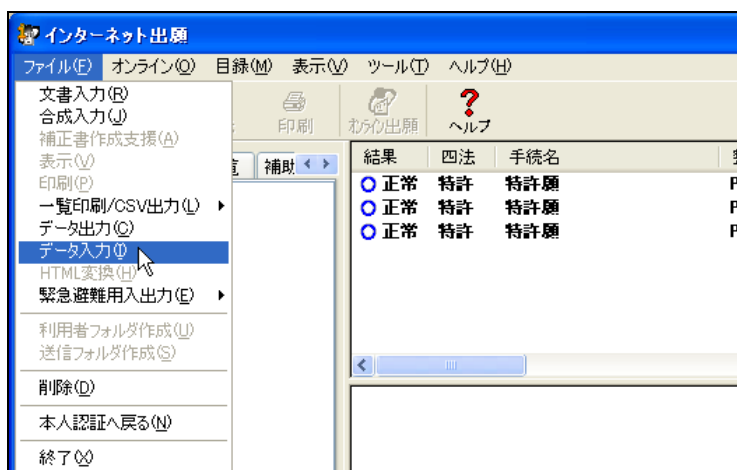 インターネット出願
ファイル(F) オンライン(O) 目録(M) 表示(V) ツール(T) ヘルプ(H)
文書入力(R)
合成入力(J)
補正書作成支援(A)
表示(V)
印刷(P)
一覧印刷/CSV出力(L)
データ出力(C)
データ入力(I)
HTML変換(H)
緊急避難用入出力(E)
利用者フォルダ作成(U)
送信フォルダ作成(S)
削除(D)
本人認証へ戻る(N)
終了(X)
印刷 オンライン出願 ヘルプ
補助
結果 四法 手続名
正常 特許 特許願
正常 特許 特許願
正常 特許 特許願